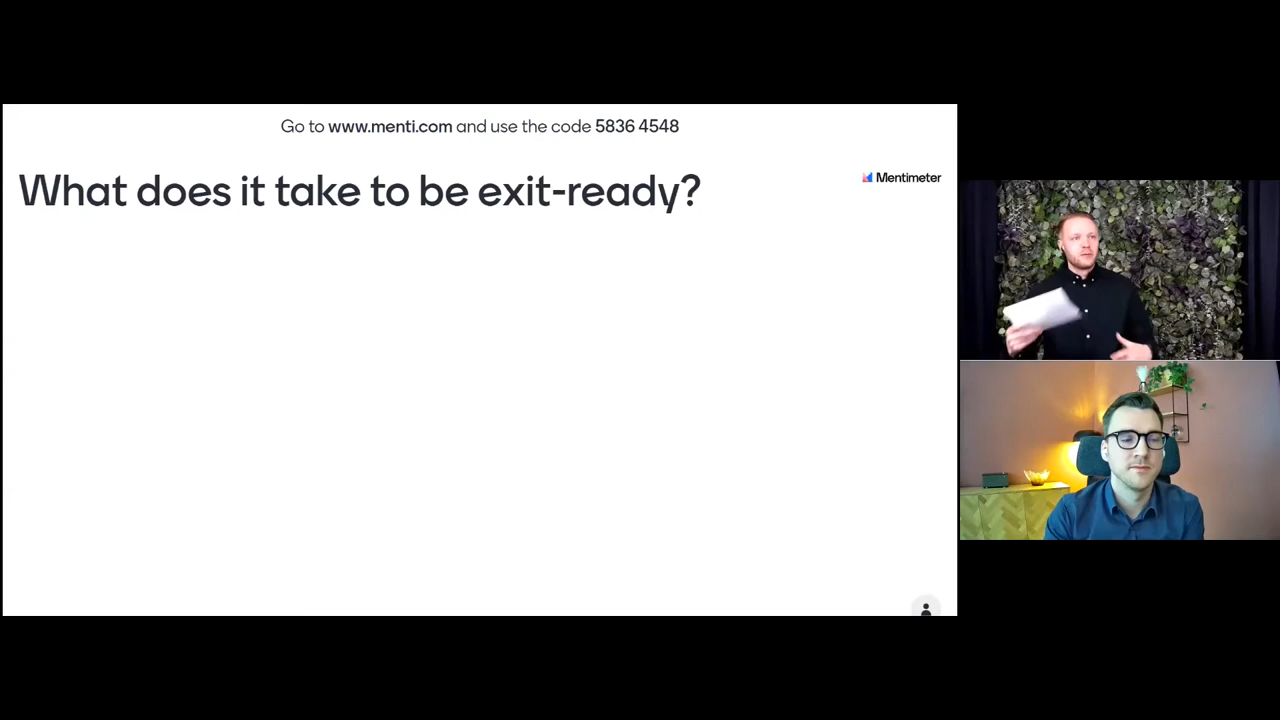 Go to www.menti.com and use the code 5836 4548
What does it take to be exit-ready?
Mentimeter